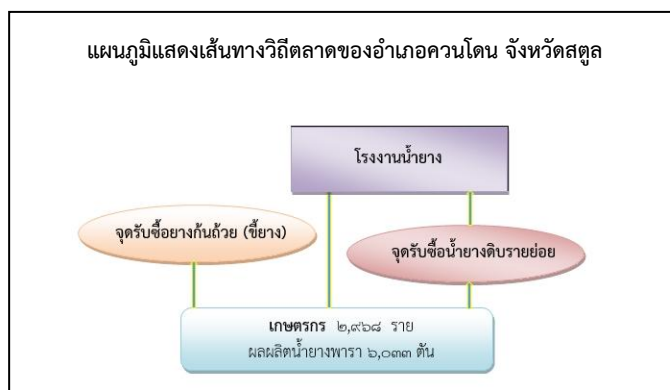 แผนภูมิแสดงเส้นทางวิถีตลาดของอำเภอควนโดน จังหวัดสตูล
โรงงานน้ำยาง
จุดรับซื้อยางก้นถ้วย (ขี้ยาง)
จุดรับซื้อน้ำยางดิบรายย่อย
เกษตรกร ๒,๙๖๘ ราย
ผลผลิตน้ำยางพารา ๖,๐๓๓ ตัน